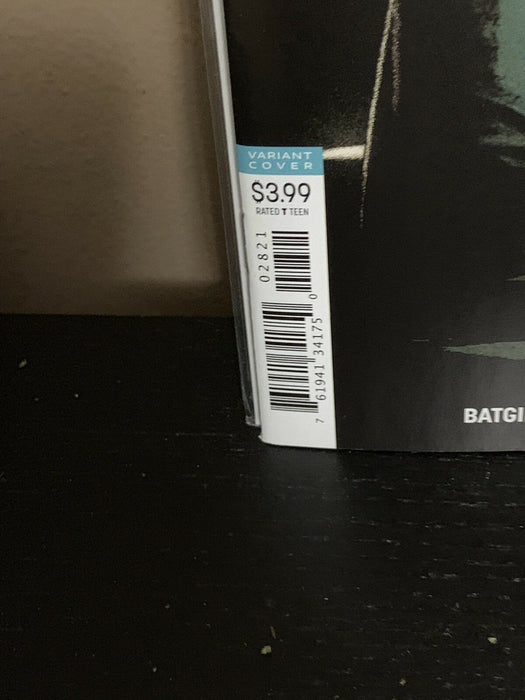 VARIANT
COVER
$3.99
RATED T TEEN
02821
7 61941 34175 0
BATGI